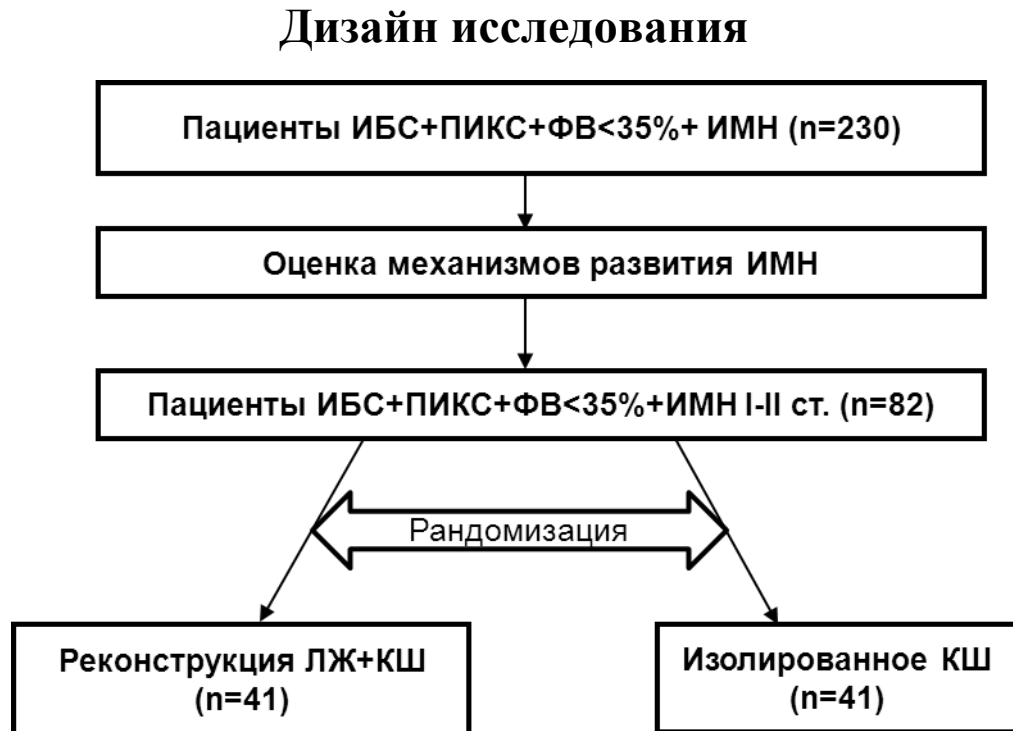 Дизайн исследования
Пациенты ИБС+ПИКС+ФВ<35%+ ИМН (n=230)
Оценка механизмов развития ИМН
Пациенты ИБС+ПИКС+ФВ<35%+ИМН I-II ст. (n=82)
Рандомизация
Реконструкция ЛЖ+КШ
(n=41)
Изолированное КШ
(n=41)